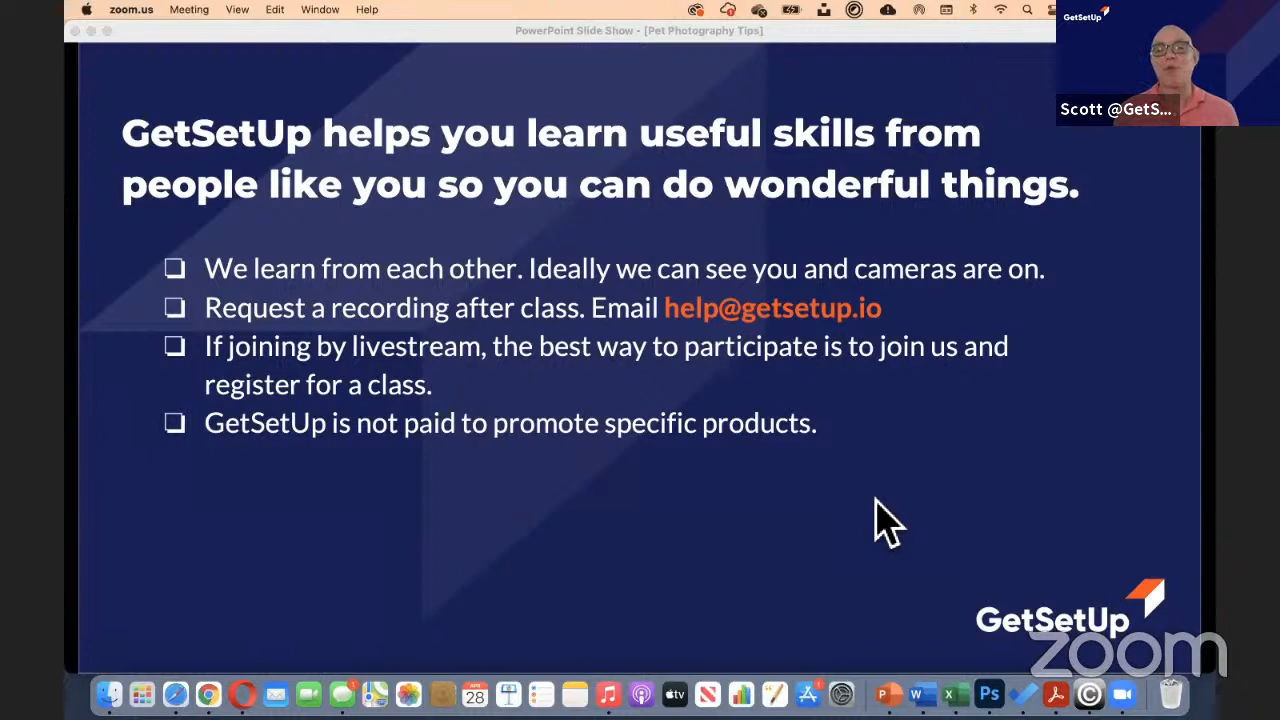 zoom.us Meeting View Edit Window Help
PowerPoint Slide Show - [Pet Photography Tips]
GetSetUp
Scott @GetS...
GetSetUp helps you learn useful skills from
people like you so you can do wonderful things.
❏ We learn from each other. Ideally we can see you and cameras are on.
❏ Request a recording after class. Email help@getsetup.io
❏ If joining by livestream, the best way to participate is to join us and
register for a class.
❏ GetSetUp is not paid to promote specific products.
GetSetUp
zoom
APR
28
tv